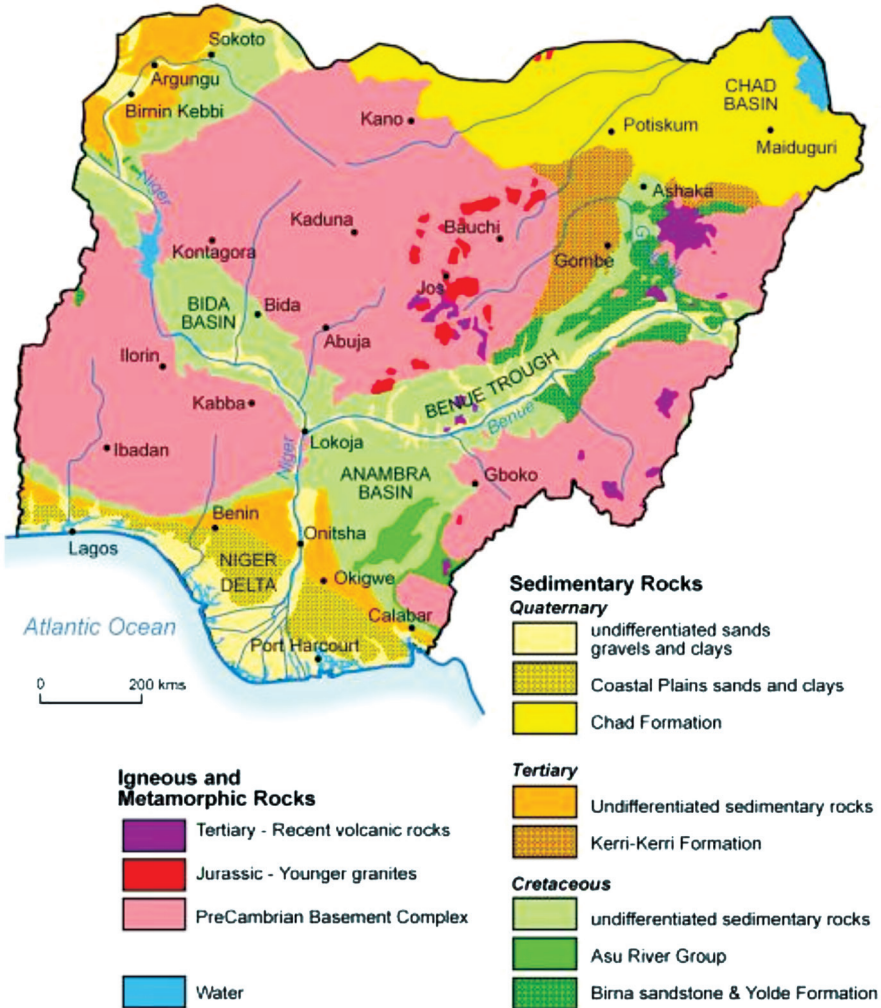 Sokoto
Argungu
Birnin Kebbi
Kano
CHAD
BASIN
Potiskum
Maiduguri
Niger
Ashaka
Kaduna
Bauchi
Kontagora
Gombe
G
Jos
BIDA
BASIN
Bida
Abuja
Ilorin
BENUE TROUGH
Kabba
Benue
Lokoja
Ibadan
Niger
ANAMBRA
BASIN
Gboko
Benin
Onitsha
Lagos
NIGER
DELTA
Okigwe
Calabar
Atlantic Ocean
Port Harcourt
0 200 kms
Sedimentary Rocks
Quaternary
undifferentiated sands
gravels and clays
Coastal Plains sands and clays
Chad Formation
Igneous and
Metamorphic Rocks
Tertiary - Recent volcanic rocks
Jurassic - Younger granites
PreCambrian Basement Complex
Water
Tertiary
Undifferentiated sedimentary rocks
Kerri-Kerri Formation
Cretaceous
undifferentiated sedimentary rocks
Asu River Group
Birna sandstone & Yolde Formation